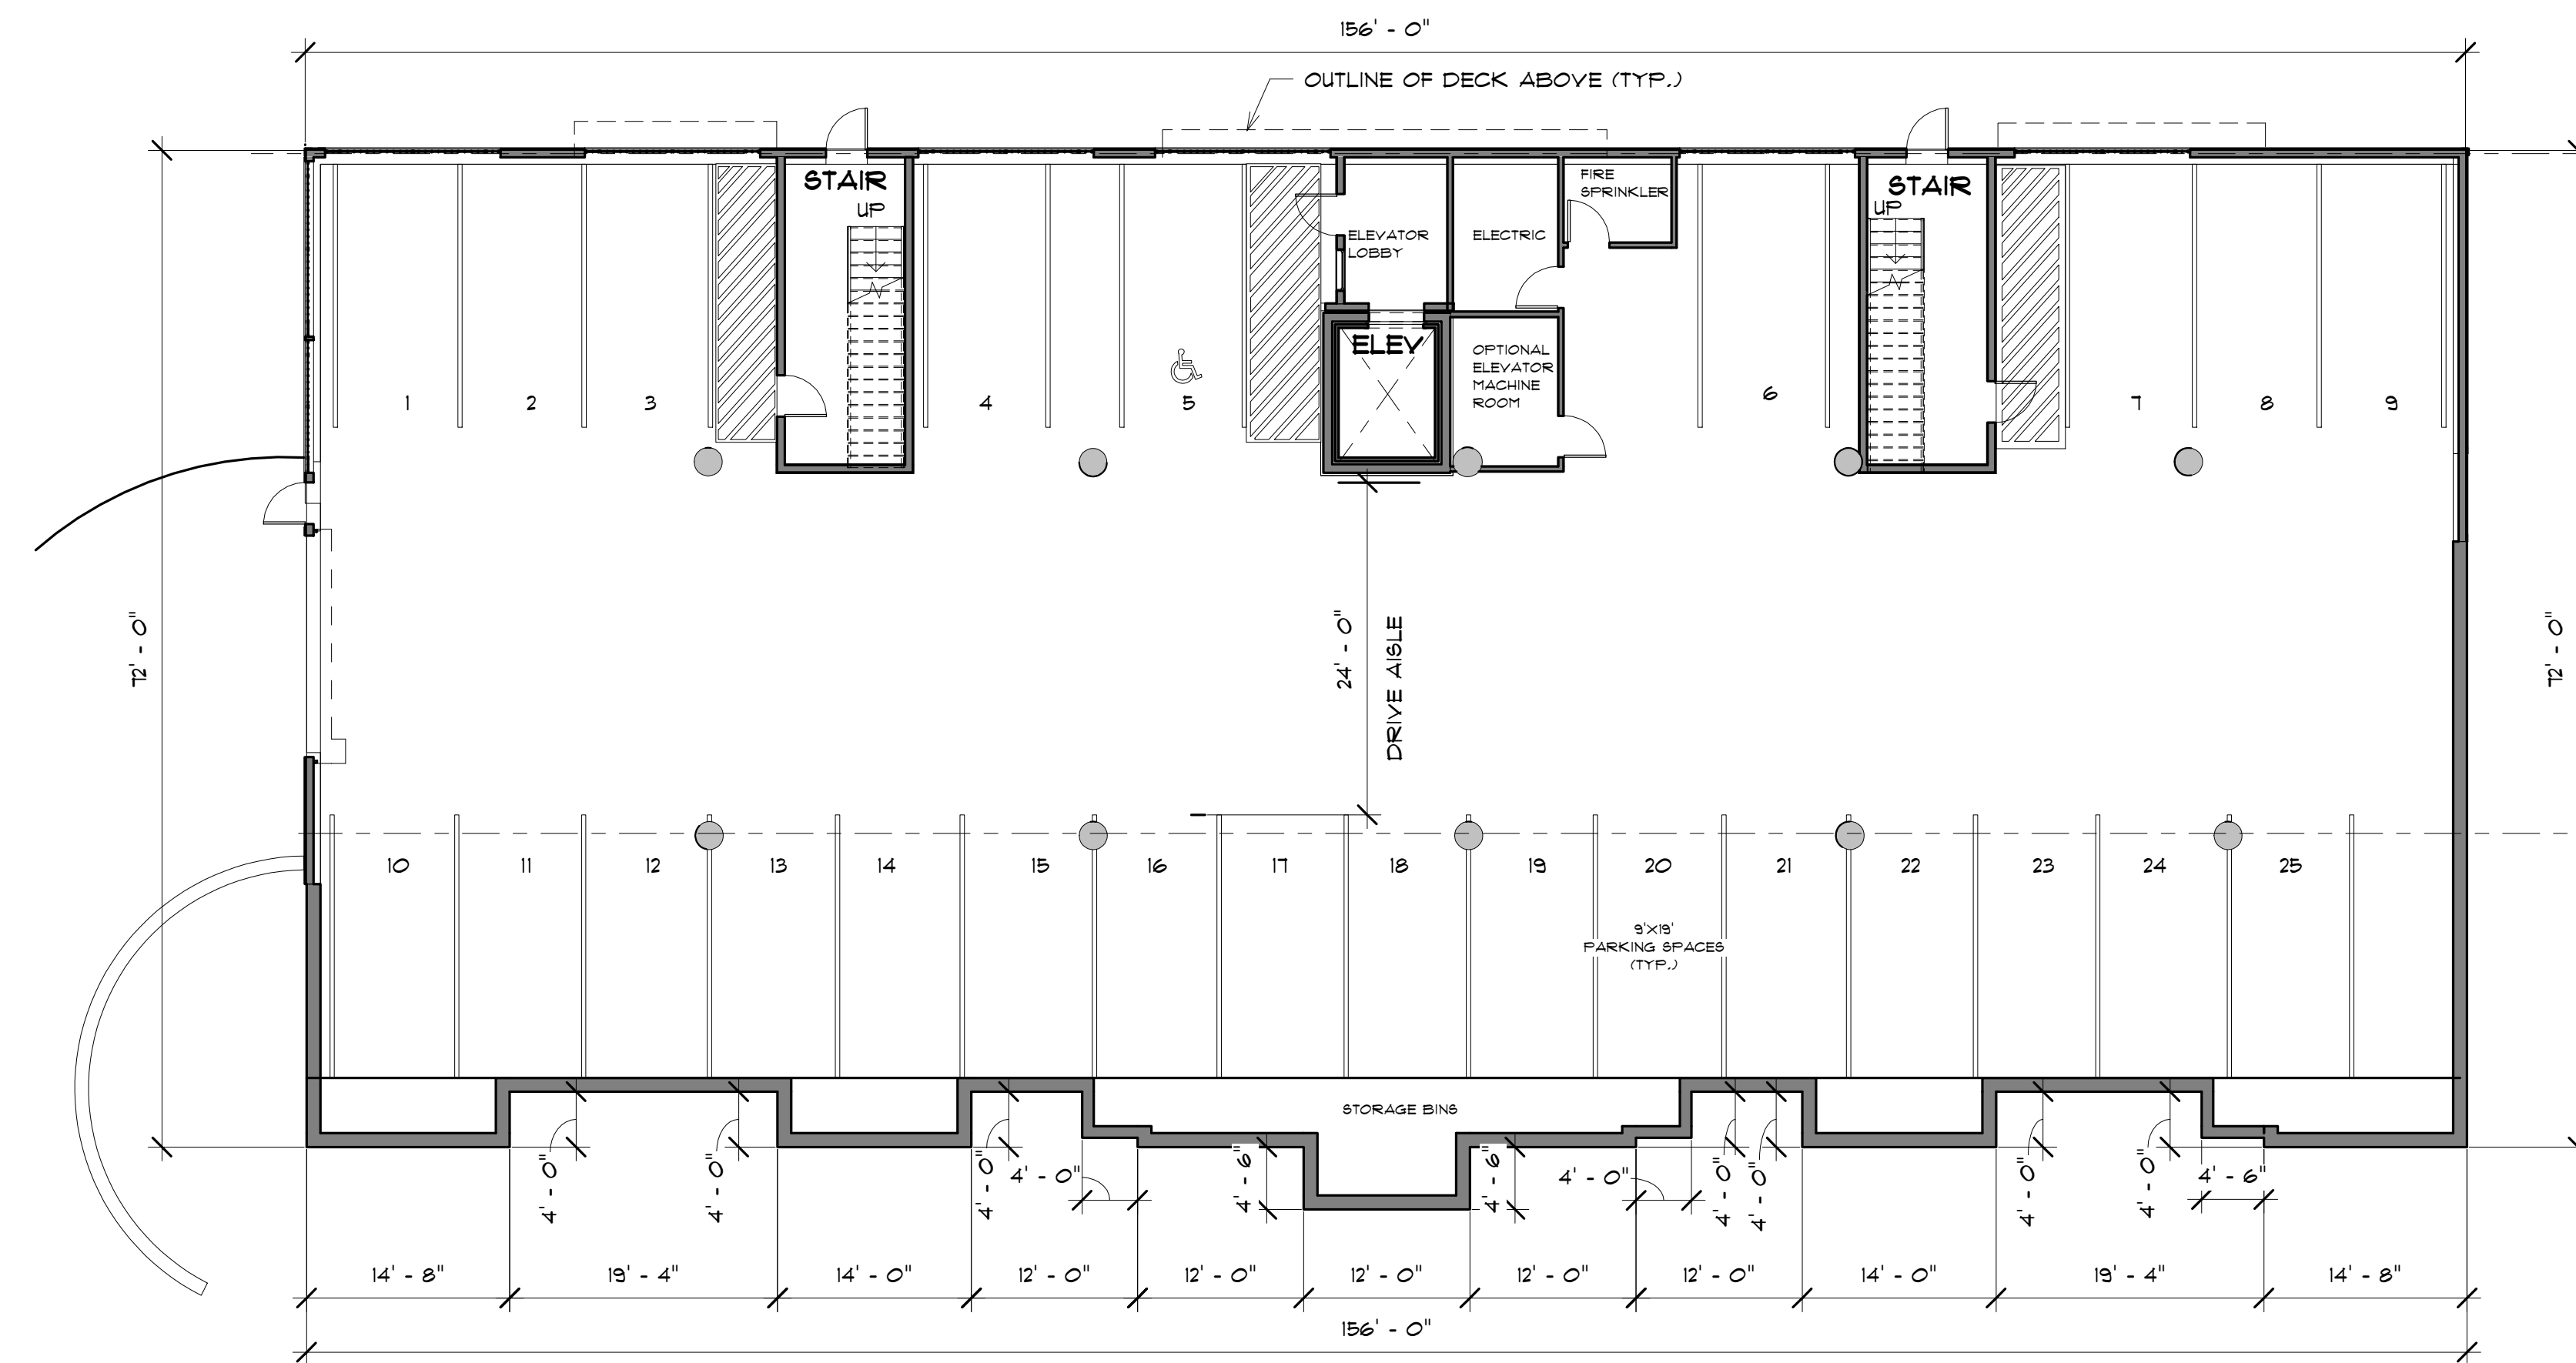 156' - 0"
OUTLINE OF DECK ABOVE (TYP.)
STAIR
UP
STAIR
UP
FIRE
SPRINKLER
ELEVATOR
LOBBY
ELECTRIC
ELEV
OPTIONAL
ELEVATOR
MACHINE
ROOM
1
2
3
4
5
6
7
8
9
72' - 0"
24' - 0"
DRIVE AISLE
72' - 0"
10
11
12
13
14
15
16
17
18
19
20
21
22
23
24
25
9'X19'
PARKING SPACES
(TYP.)
STORAGE BINS
4' - 0"
4' - 0"
4' - 0"
4' - 0"
4' - 6"
4' - 6"
4' - 0"
4' - 0"
4' - 0"
4' - 0"
4' - 0"
4' - 6"
14' - 8"
19' - 4"
14' - 0"
12' - 0"
12' - 0"
12' - 0"
12' - 0"
12' - 0"
14' - 0"
19' - 4"
14' - 8"
156' - 0"